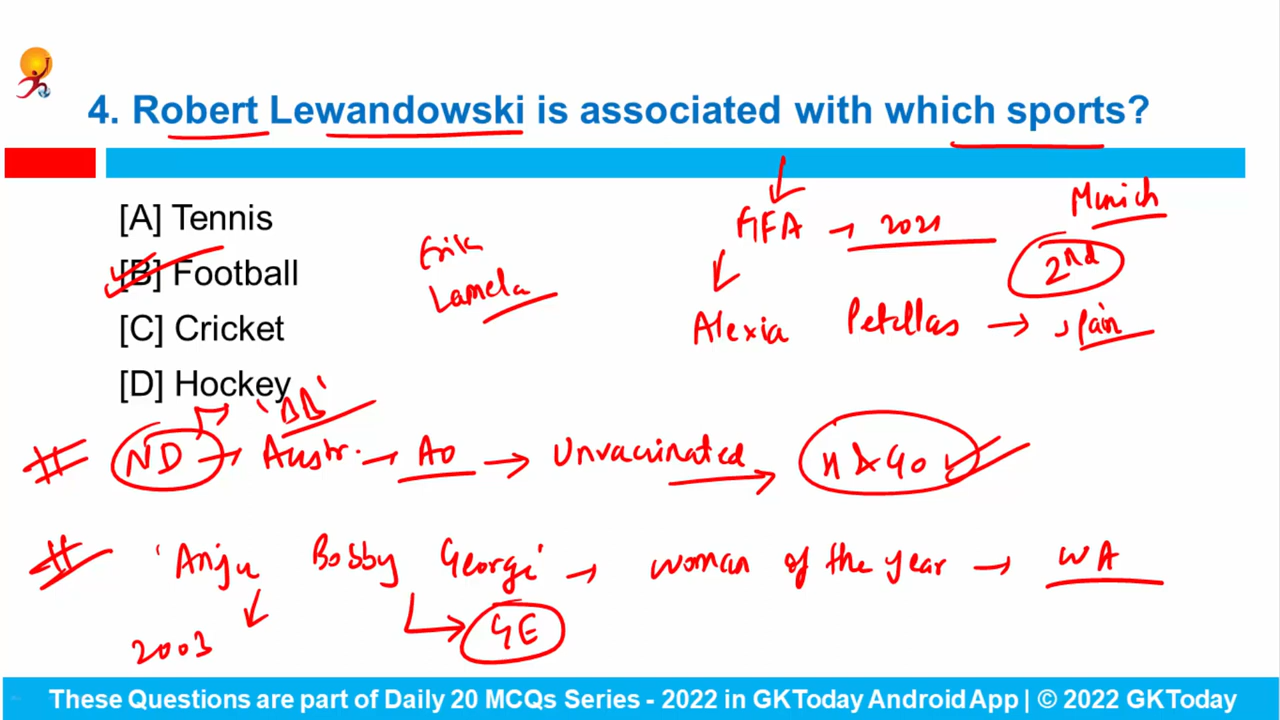 4. Robert Lewandowski is associated with which sports?
[A] Tennis
[B] Football
[C] Cricket
[D] Hockey
Erik
Lamela
FIFA → 2021
Munich
2nd
Alexia Petullas → Spain
# ND → Austr. → AO → Unvaccinated →
'BB'
# 'Anju Bobby George' → woman of the year → WA
2003
GE
These Questions are part of Daily 20 MCQs Series - 2022 in GKToday Android App | © 2022 GKToday